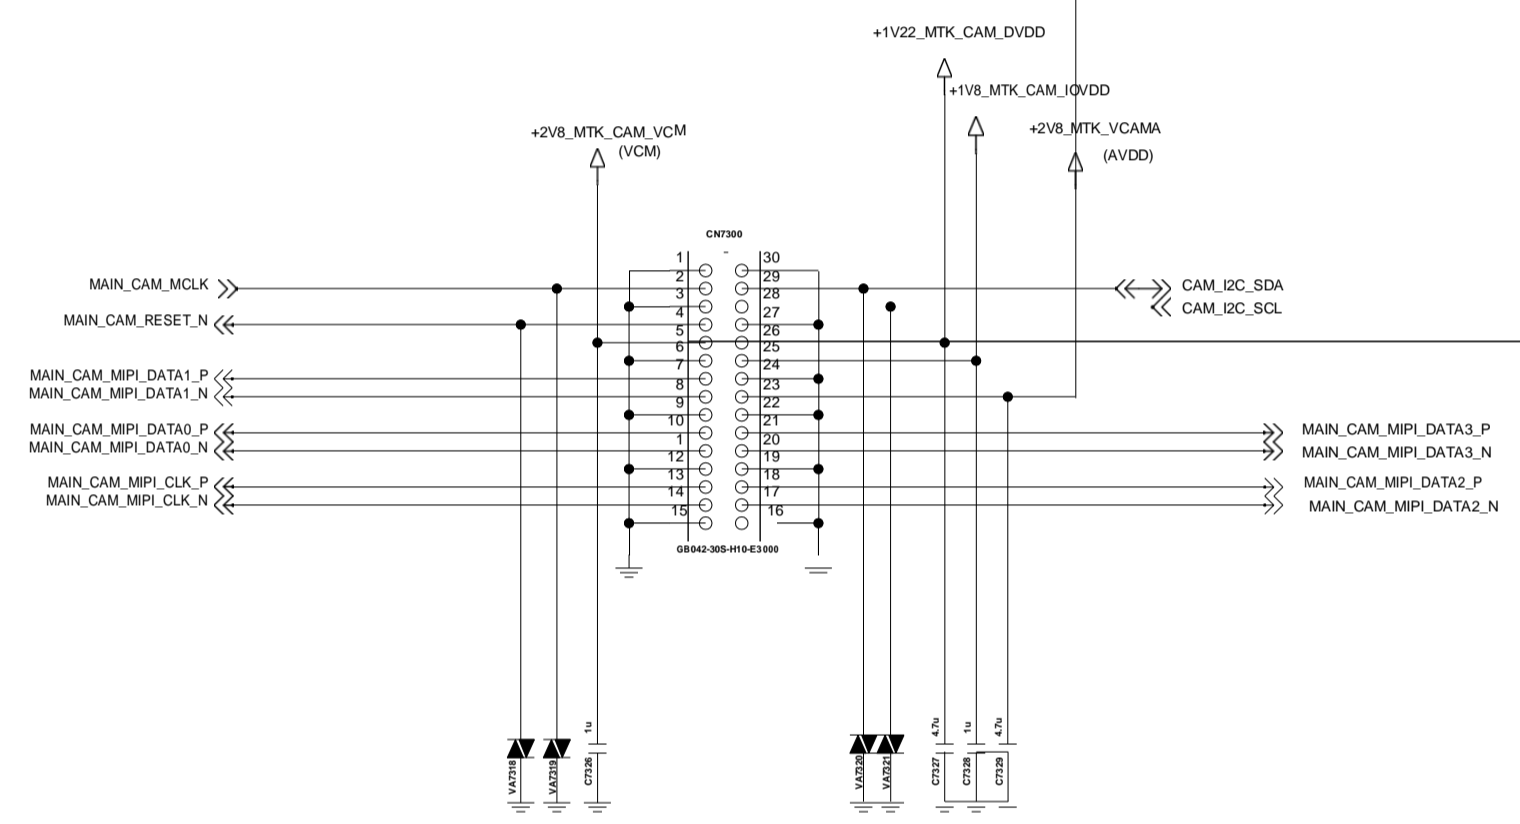 +1V22_MTK_CAM_DVDD
+1V8_MTK_CAM_IOVDD
+2V8_MTK_CAM_VCM
(VCM)
+2V8_MTK_VCAMA
(AVDD)
CN7300
-
1 30
2 29
MAIN_CAM_MCLK CAM_I2C_SDA
3 28
CAM_I2C_SCL
4 27
MAIN_CAM_RESET_N
5 26
6 25
7 24
MAIN_CAM_MIPI_DATA1_P
8 23
MAIN_CAM_MIPI_DATA1_N
9 22
10 21
MAIN_CAM_MIPI_DATA0_P MAIN_CAM_MIPI_DATA3_P
1 20
MAIN_CAM_MIPI_DATA0_N MAIN_CAM_MIPI_DATA3_N
12 19
13 18
MAIN_CAM_MIPI_CLK_P MAIN_CAM_MIPI_DATA2_P
14 17
MAIN_CAM_MIPI_CLK_N MAIN_CAM_MIPI_DATA2_N
15 16
GB042-30S-H10-E3000
1u 4.7u 1u 4.7u
VA7318 VA7319 C7326 VA7320 VA7321 C7327 C7328 C7329